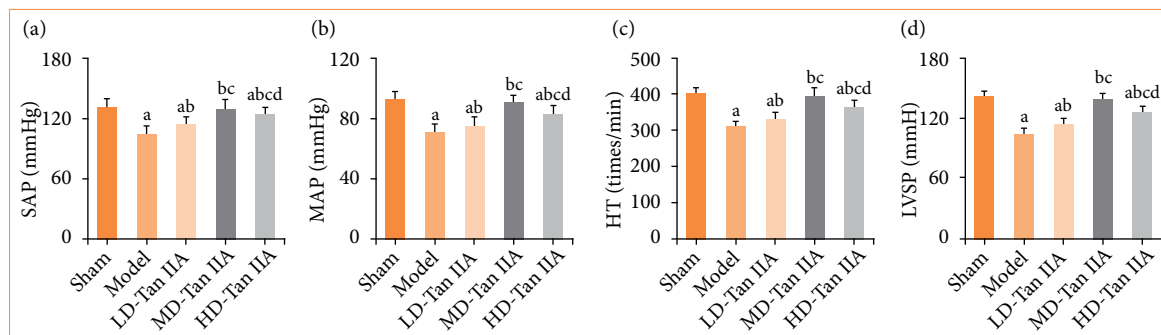 (a)
SAP (mmHg)
180
120
60
0
a
ab
bc
abcd
Sham
Model
LD-Tan IIA
MD-Tan IIA
HD-Tan IIA
(b)
MAP (mmHg)
120
80
40
0
a
ab
bc
abcd
Sham
Model
LD-Tan IIA
MD-Tan IIA
HD-Tan IIA
(c)
HT (times/min)
500
400
300
200
100
0
a
ab
bc
abcd
Sham
Model
LD-Tan IIA
MD-Tan IIA
HD-Tan IIA
(d)
LVSP (mmH)
180
120
60
0
a
ab
bc
abcd
Sham
Model
LD-Tan IIA
MD-Tan IIA
HD-Tan IIA